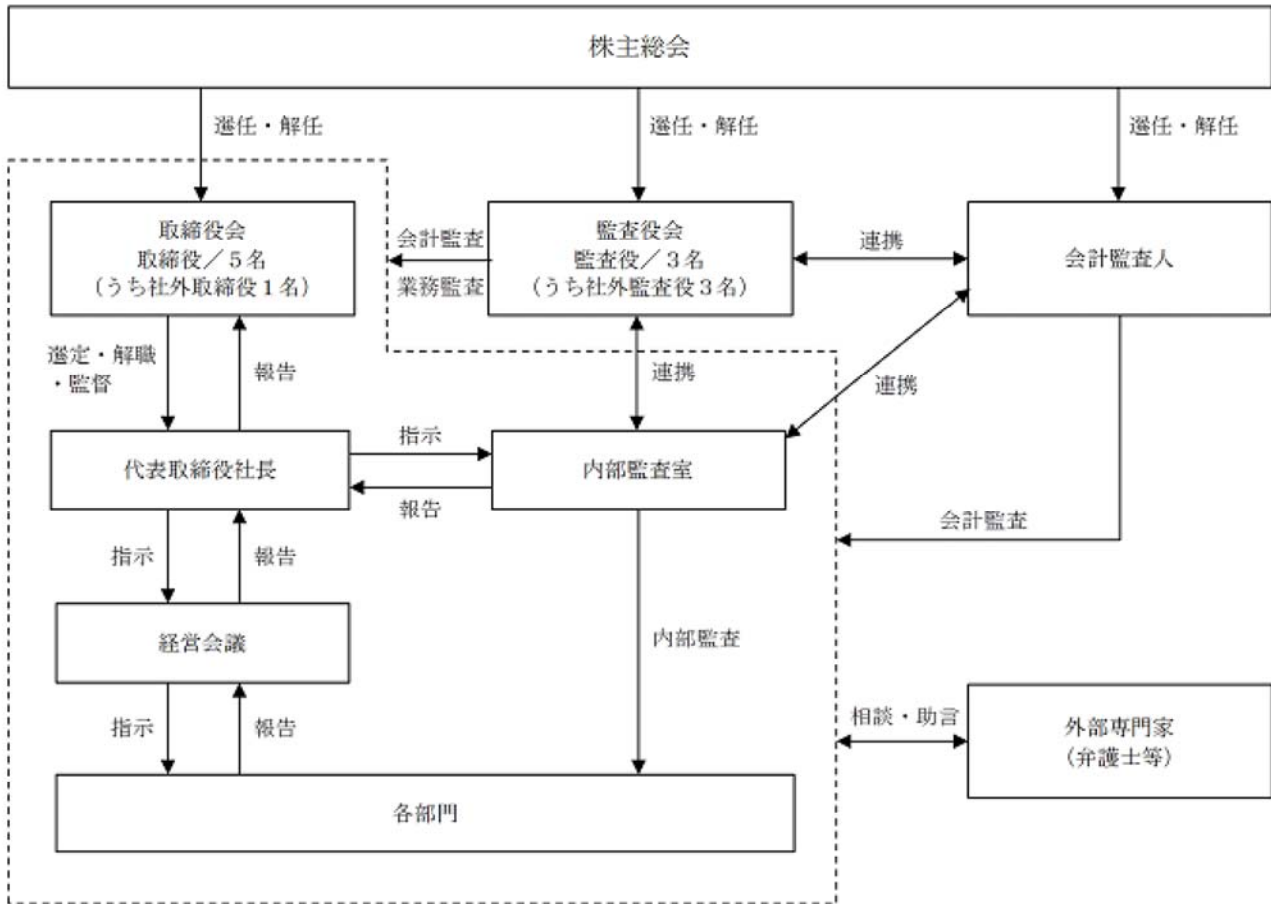 株主総会
選任・解任
選任・解任
選任・解任
取締役会
取締役／５名
（うち社外取締役１名）
会計監査
業務監査
監査役会
監査役／３名
（うち社外監査役３名）
連携
会計監査人
選定・解職
・監督
報告
連携
連携
代表取締役社長
指示
報告
内部監査室
会計監査
指示
報告
経営会議
内部監査
指示
報告
相談・助言
外部専門家
（弁護士等）
各部門